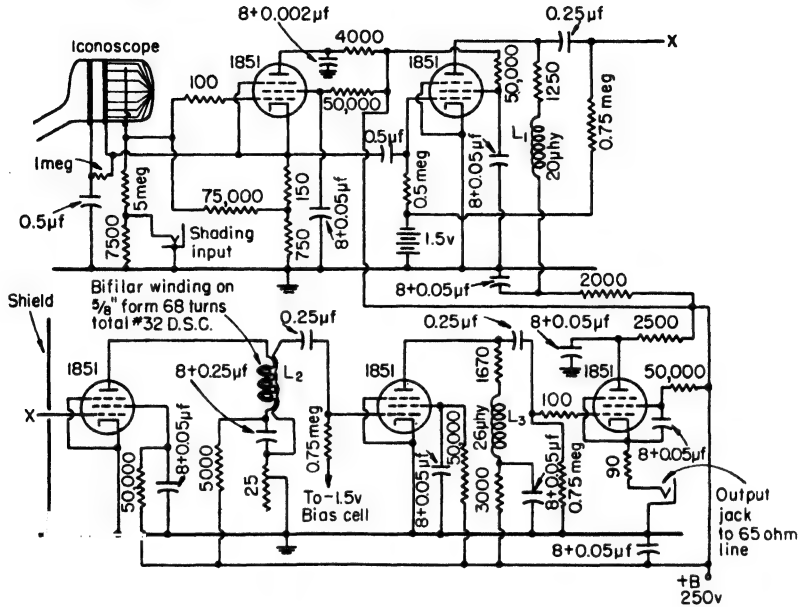 8+0.002μf
4000
0.25μf
X
Iconoscope
1851
1851
100
50,000
50,000
1250
0.75 meg
L₁
20μhy
0.5μf
1meg
5meg
75,000
150
8+0.05μf
0.5 meg
8+0.05μf
0.5μf
7500
Shading
input
750
1.5v
8+0.05μf
2000
Shield
Bifilar winding on
5/8" form 68 turns
total #32 D.S.C.
0.25μf
0.25μf
8+0.05μf
2500
1851
L₂
1851
1670
1851
50,000
8+0.25μf
X
100
L₃
26μhy
50,000
8+0.05μf
5000
25
0.75 meg
To-1.5v
Bias cell
8+0.05μf
50,000
3000
8+0.05μf
0.75 meg
90
8+0.05μf
Output
jack
to 65 ohm
line
8+0.05μf
+B
250v